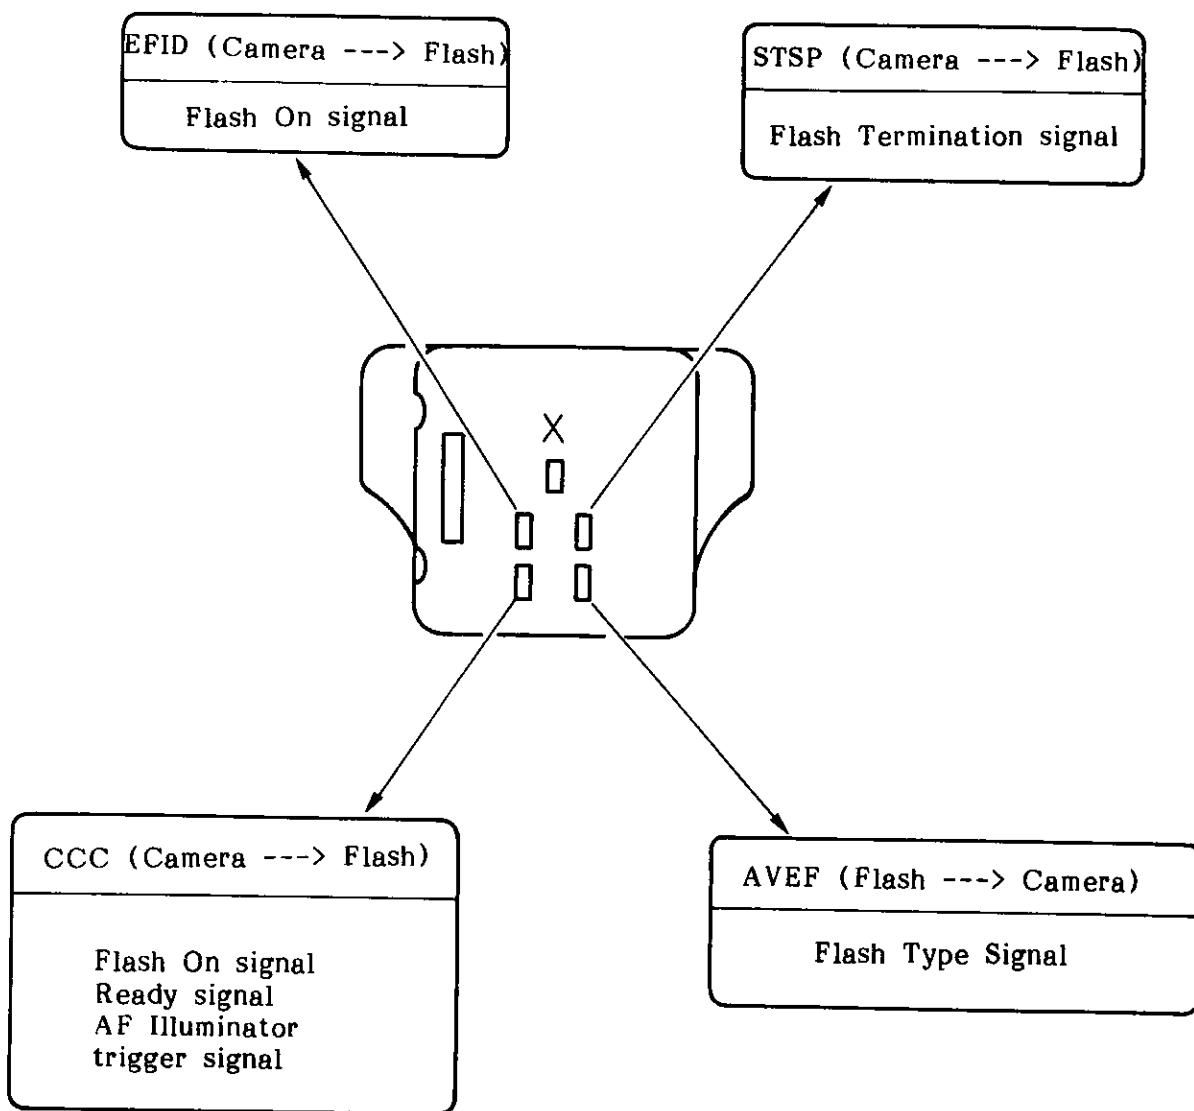 EFID (Camera ---> Flash)
Flash On signal
STSP (Camera ---> Flash)
Flash Termination signal
X
CCC (Camera ---> Flash)
Flash On signal
Ready signal
AF Illuminator
trigger signal
AVEF (Flash ---> Camera)
Flash Type Signal